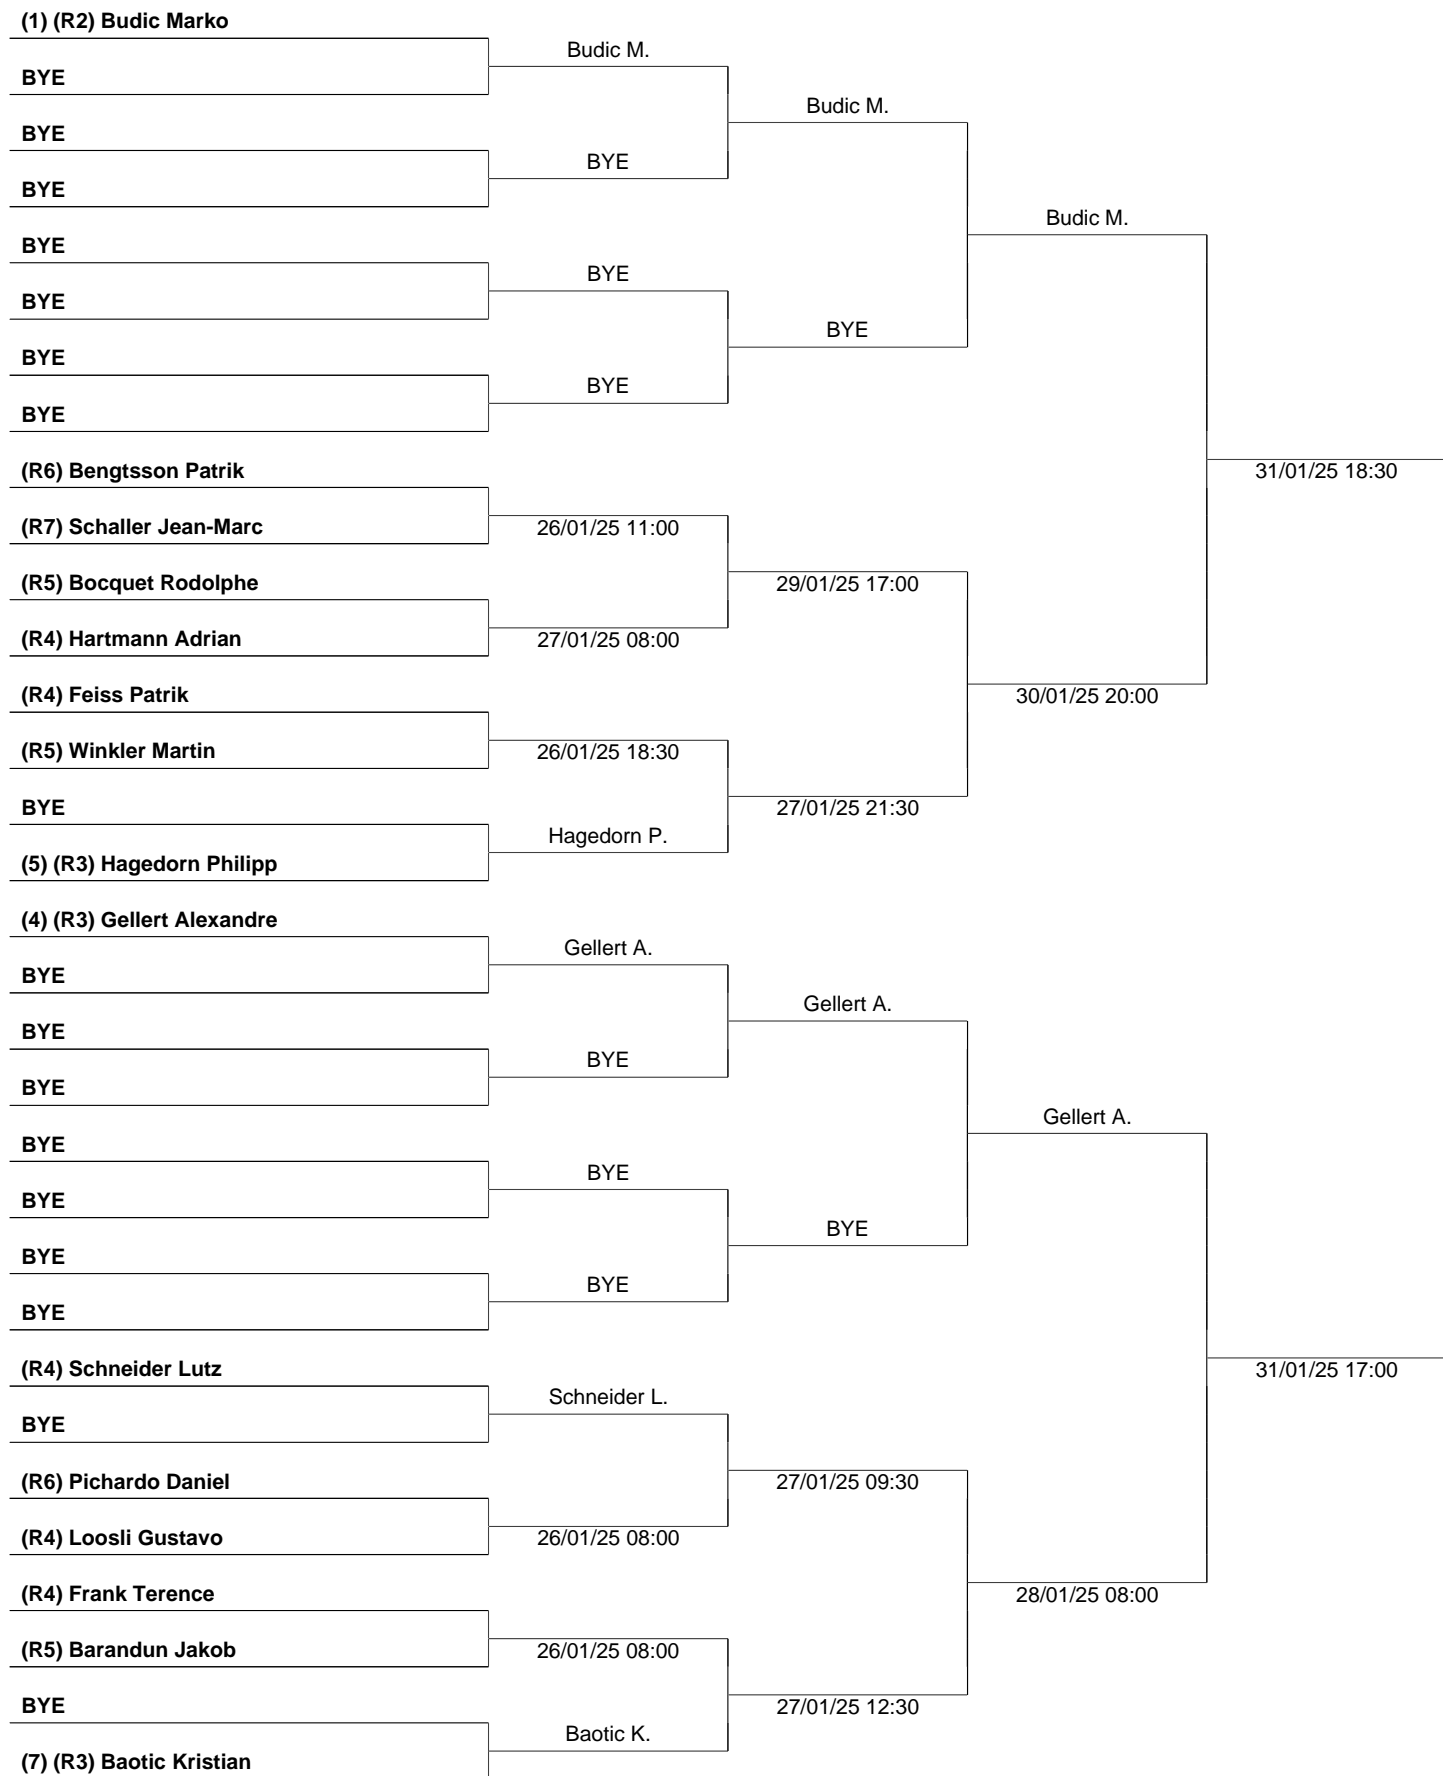 (1) (R2) Budic Marko
Budic M.
BYE
Budic M.
BYE
BYE
BYE
Budic M.
BYE
BYE
BYE
BYE
BYE
BYE
BYE
(R6) Bengtsson Patrik
31/01/25 18:30
(R7) Schaller Jean-Marc
26/01/25 11:00
(R5) Bocquet Rodolphe
29/01/25 17:00
(R4) Hartmann Adrian
27/01/25 08:00
(R4) Feiss Patrik
30/01/25 20:00
(R5) Winkler Martin
26/01/25 18:30
BYE
27/01/25 21:30
Hagedorn P.
(5) (R3) Hagedorn Philipp
(4) (R3) Gellert Alexandre
Gellert A.
BYE
Gellert A.
BYE
BYE
BYE
Gellert A.
BYE
BYE
BYE
BYE
BYE
BYE
BYE
(R4) Schneider Lutz
31/01/25 17:00
Schneider L.
BYE
(R6) Pichardo Daniel
27/01/25 09:30
(R4) Loosli Gustavo
26/01/25 08:00
(R4) Frank Terence
28/01/25 08:00
(R5) Barandun Jakob
26/01/25 08:00
BYE
27/01/25 12:30
Baotic K.
(7) (R3) Baotic Kristian